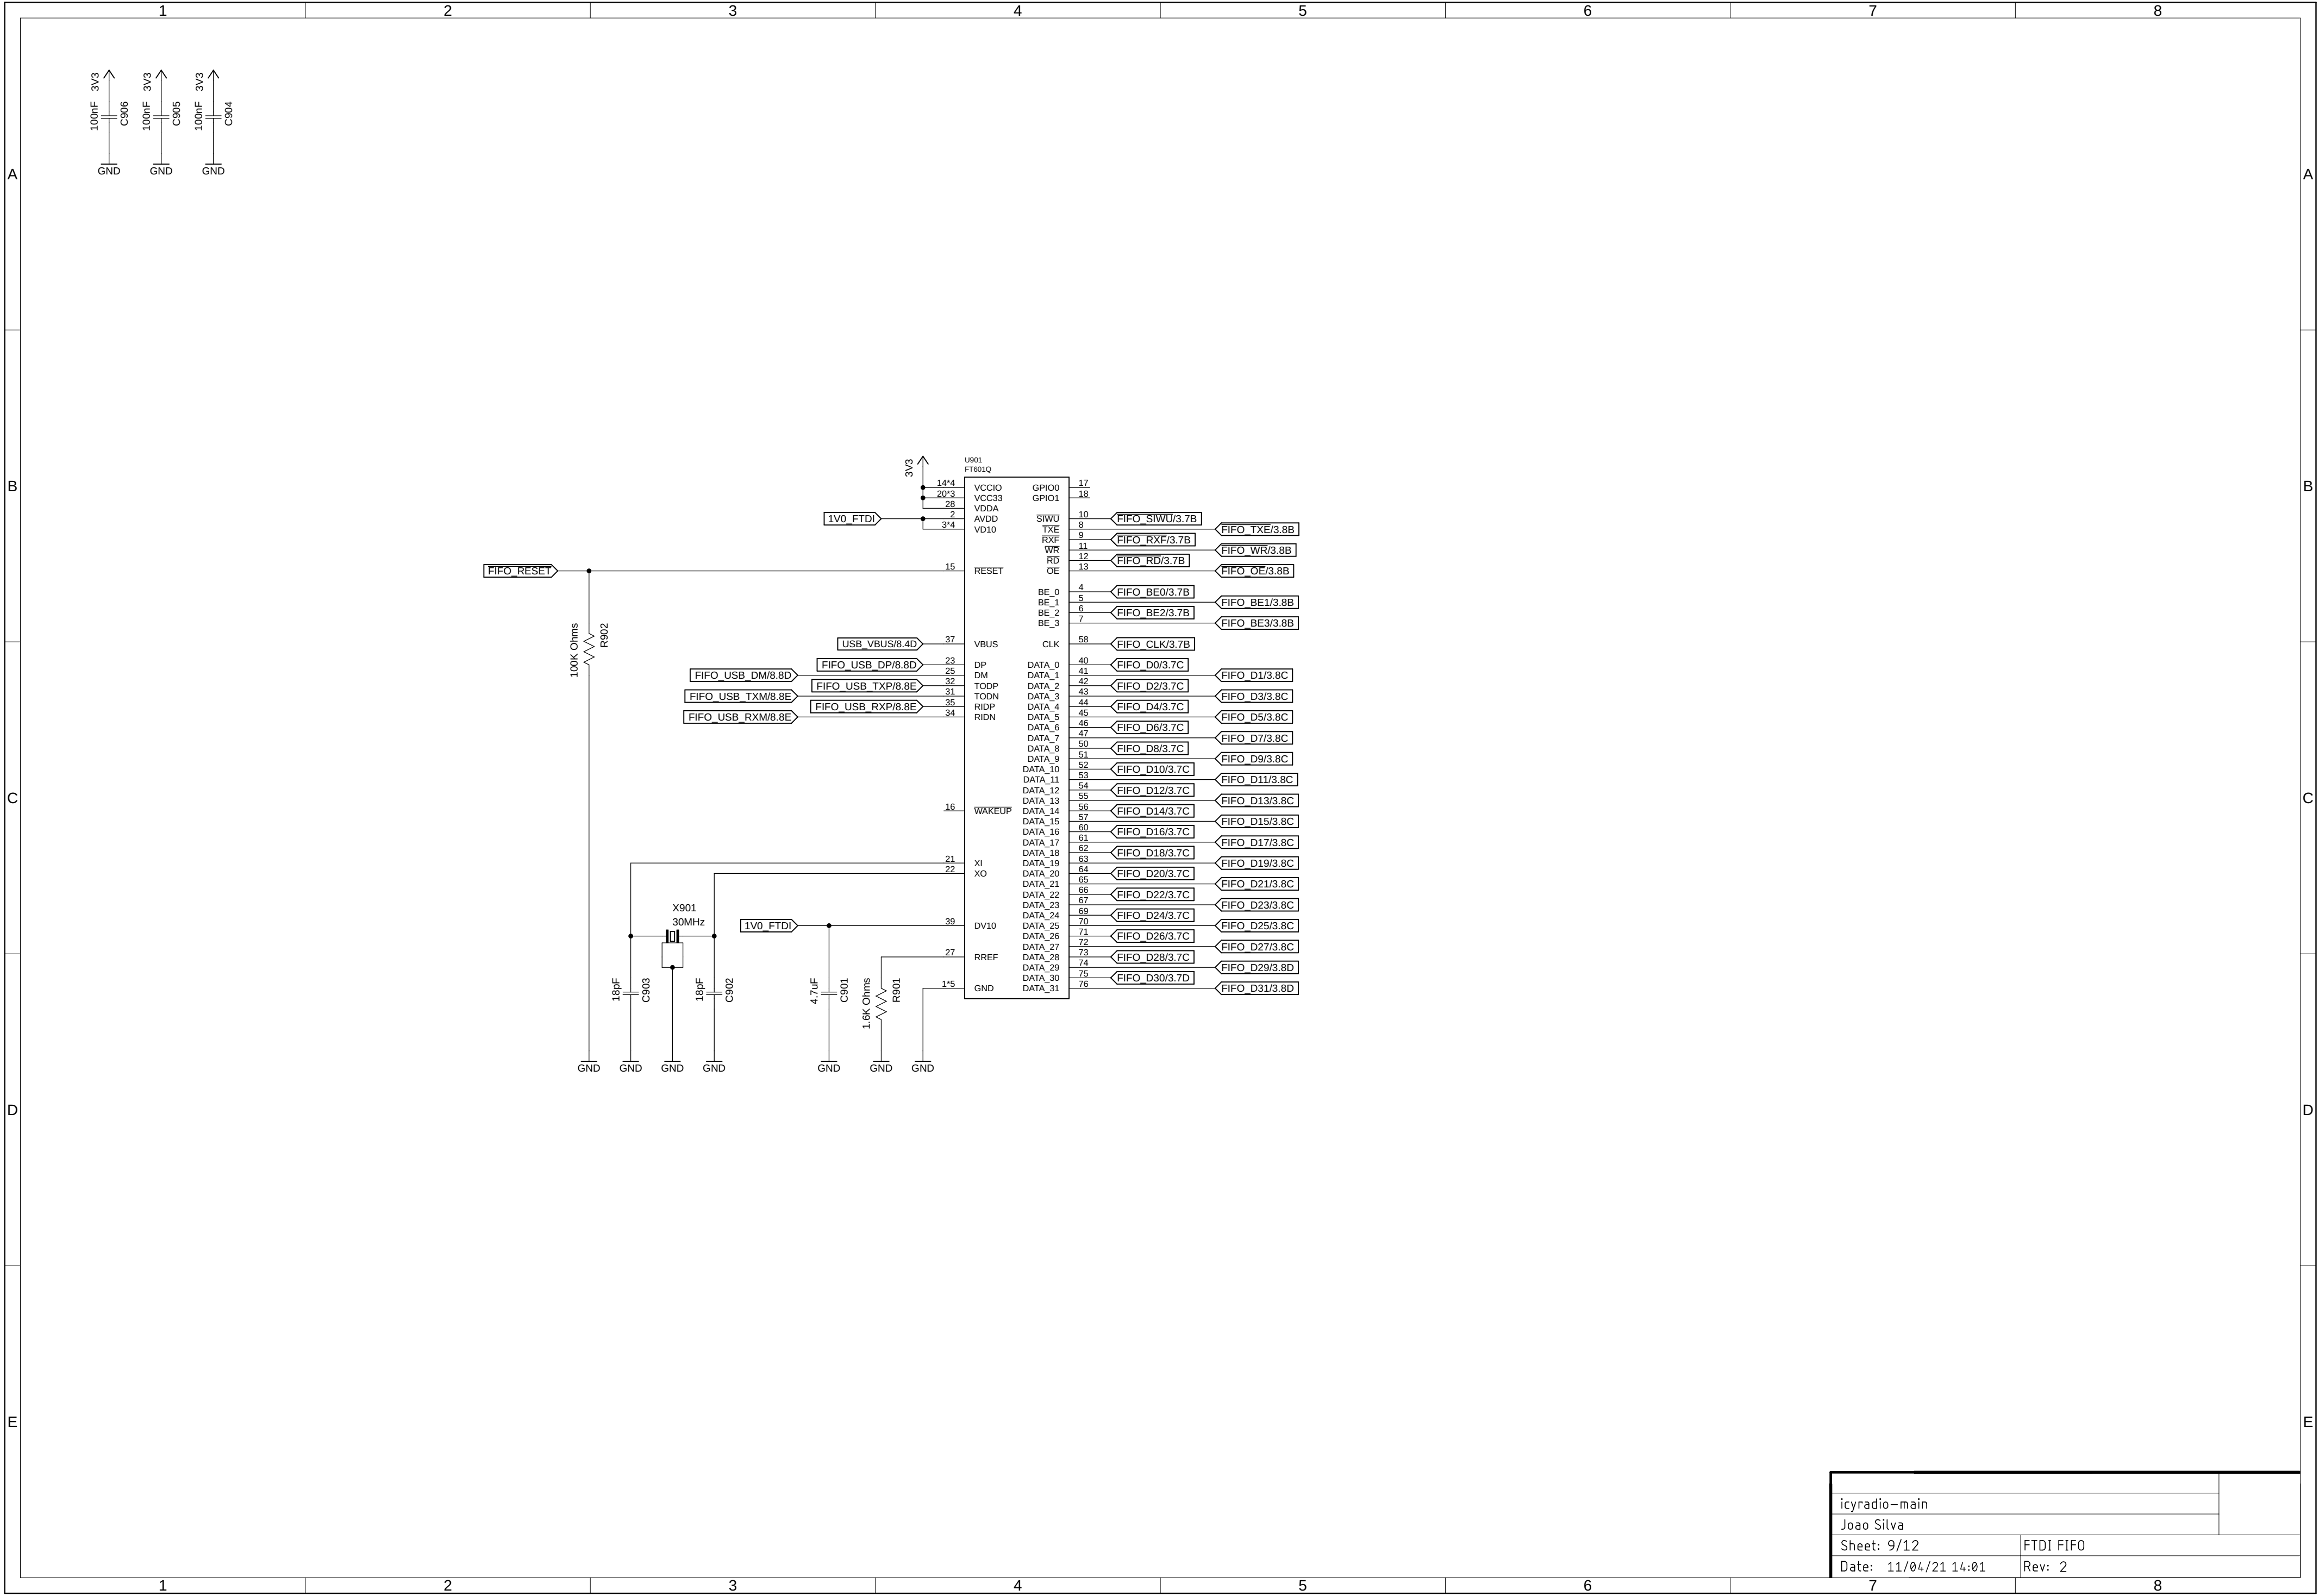 1 2 3 4 5 6 7 8
3V3 3V3 3V3
100nF C906 100nF C905 100nF C904
GND GND GND
A A
3V3
U901
FT601Q
B B
14*4 VCCIO GPIO0 17
20*3 VCC33 GPIO1 18
28 VDDA
1V0_FTDI 2 AVDD SIWU 10 FIFO_SIWU/3.7B
3*4 VD10 TXE 8 FIFO_TXE/3.8B
RXF 9 FIFO_RXF/3.7B
WR 11 FIFO_WR/3.8B
RD 12 FIFO_RD/3.7B
FIFO_RESET 15 RESET OE 13 FIFO_OE/3.8B
BE_0 4 FIFO_BE0/3.7B
BE_1 5 FIFO_BE1/3.8B
BE_2 6 FIFO_BE2/3.7B
BE_3 7 FIFO_BE3/3.8B
100K Ohms R902
USB_VBUS/8.4D 37 VBUS CLK 58 FIFO_CLK/3.7B
FIFO_USB_DP/8.8D 23 DP DATA_0 40 FIFO_D0/3.7C
FIFO_USB_DM/8.8D 25 DM DATA_1 41 FIFO_D1/3.8C
FIFO_USB_TXP/8.8E 32 TODP DATA_2 42 FIFO_D2/3.7C
FIFO_USB_TXM/8.8E 31 TODN DATA_3 43 FIFO_D3/3.8C
FIFO_USB_RXP/8.8E 35 RIDP DATA_4 44 FIFO_D4/3.7C
FIFO_USB_RXM/8.8E 34 RIDN DATA_5 45 FIFO_D5/3.8C
DATA_6 46 FIFO_D6/3.7C
DATA_7 47 FIFO_D7/3.8C
DATA_8 50 FIFO_D8/3.7C
DATA_9 51 FIFO_D9/3.8C
DATA_10 52 FIFO_D10/3.7C
DATA_11 53 FIFO_D11/3.8C
DATA_12 54 FIFO_D12/3.7C
C C
DATA_13 55 FIFO_D13/3.8C
16 WAKEUP DATA_14 56 FIFO_D14/3.7C
DATA_15 57 FIFO_D15/3.8C
DATA_16 60 FIFO_D16/3.7C
DATA_17 61 FIFO_D17/3.8C
DATA_18 62 FIFO_D18/3.7C
21 XI DATA_19 63 FIFO_D19/3.8C
22 XO DATA_20 64 FIFO_D20/3.7C
DATA_21 65 FIFO_D21/3.8C
DATA_22 66 FIFO_D22/3.7C
DATA_23 67 FIFO_D23/3.8C
X901
30MHz
DATA_24 69 FIFO_D24/3.7C
1V0_FTDI 39 DV10 DATA_25 70 FIFO_D25/3.8C
DATA_26 71 FIFO_D26/3.7C
DATA_27 72 FIFO_D27/3.8C
27 RREF DATA_28 73 FIFO_D28/3.7C
DATA_29 74 FIFO_D29/3.8D
DATA_30 75 FIFO_D30/3.7D
1*5 GND DATA_31 76 FIFO_D31/3.8D
18pF C903 18pF C902 4.7uF C901 1.6K Ohms R901
GND GND GND GND GND GND GND
D D
E E
icyradio-main
Joao Silva
Sheet: 9/12 FTDI FIFO
Date: 11/04/21 14:01 Rev: 2
1 2 3 4 5 6 7 8